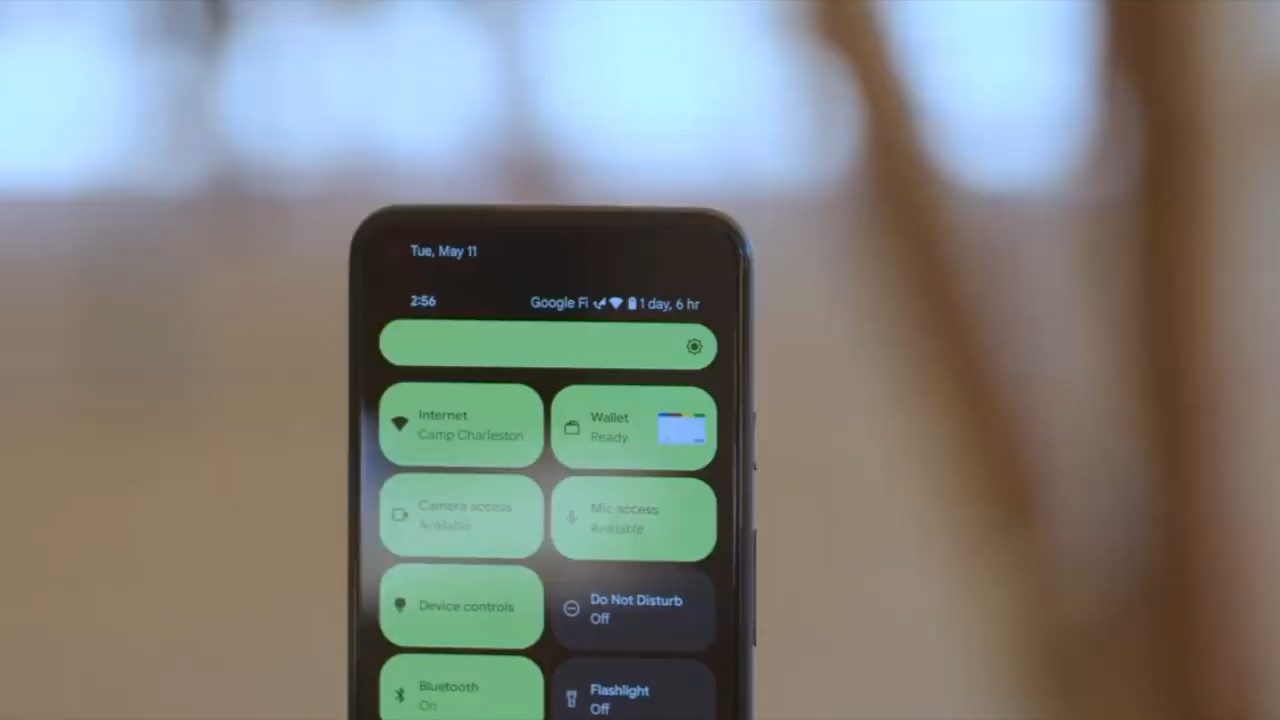 Tue, May 11
2:56
Google Fi
1 day, 6 hr
Internet
Camp Charleston
Wallet
Ready
Camera access
Available
Mic access
Available
Device controls
Do Not Disturb
Off
Bluetooth
On
Flashlight
Off